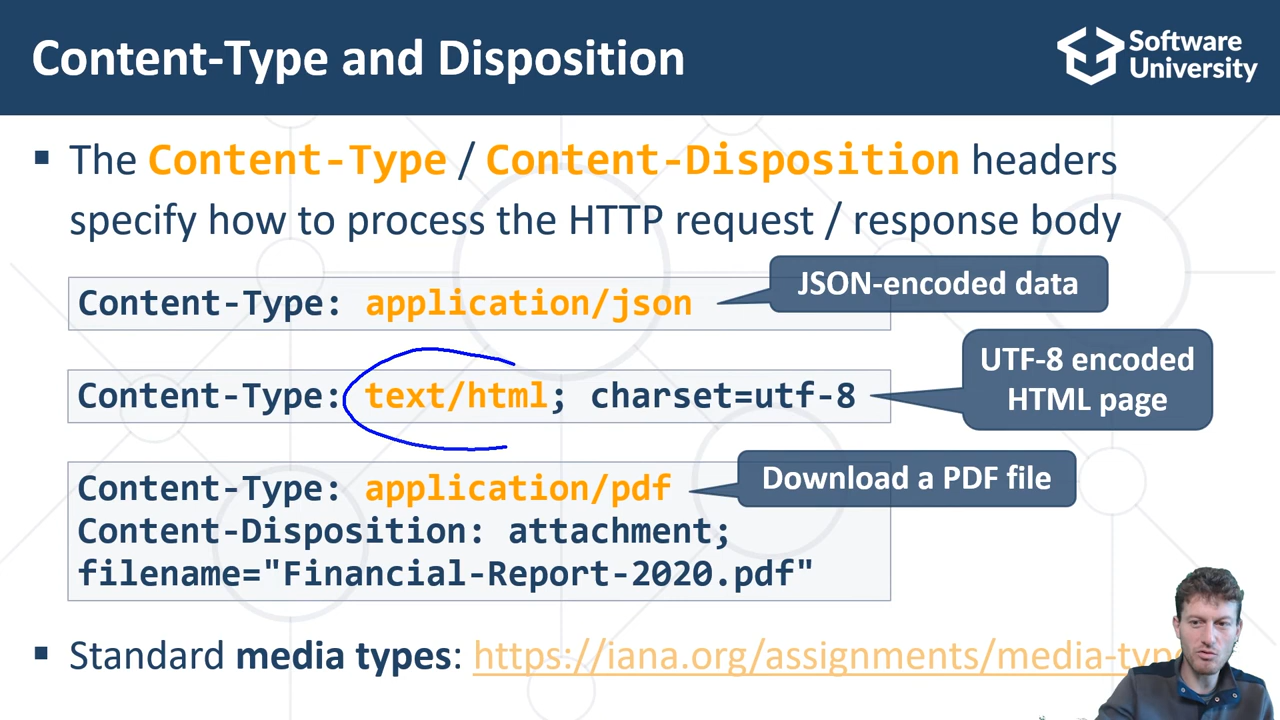 Content-Type and Disposition
Software
University
▪ The Content-Type / Content-Disposition headers
specify how to process the HTTP request / response body
JSON-encoded data
Content-Type: application/json
UTF-8 encoded
HTML page
Content-Type: text/html; charset=utf-8
Download a PDF file
Content-Type: application/pdf
Content-Disposition: attachment;
filename="Financial-Report-2020.pdf"
▪ Standard media types: https://iana.org/assignments/media-type